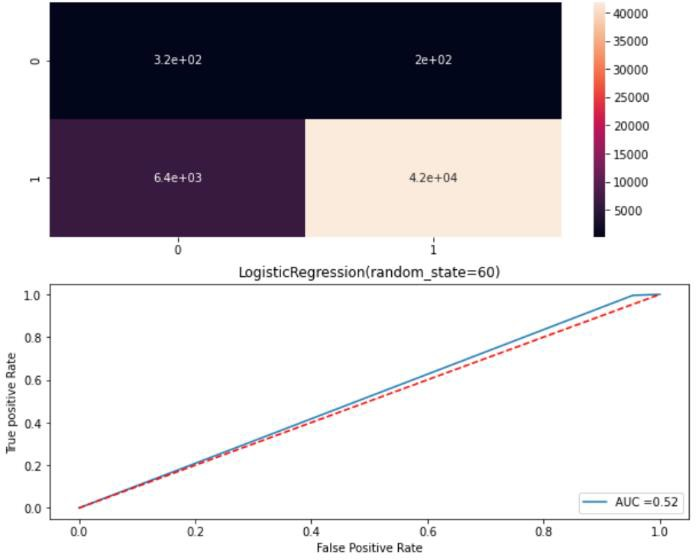 40000
0
3.2e+02 2e+02
35000
30000
25000
20000
1
6.4e+03 4.2e+04
15000
10000
5000
0 1
LogisticRegression(random_state=60)
1.0
0.8
0.6
0.4
0.2
0.0
True positive Rate
AUC =0.52
0.0 0.2 0.4 0.6 0.8 1.0
False Positive Rate